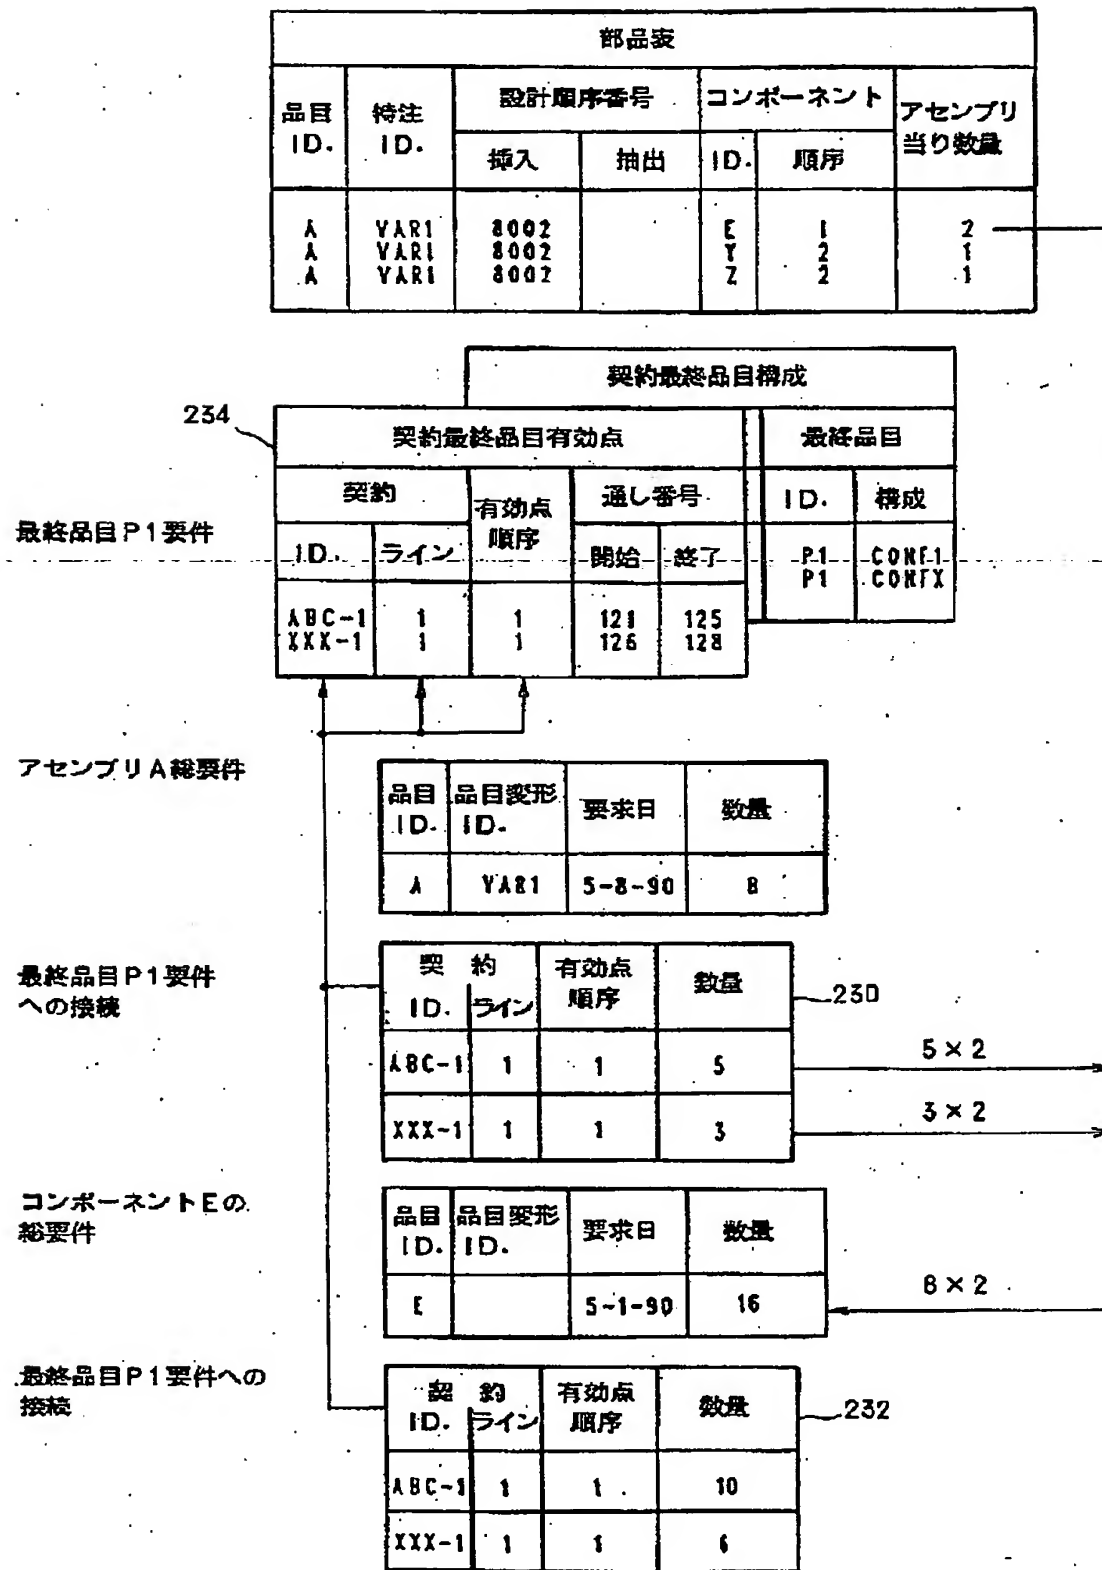 部品表
品目 ID.
特注 ID.
設計順序番号
コンポーネント
アセンブリ当り数量
挿入
抽出
ID.
順序
A VAR1 8002 E 1 2
A VAR1 8002 Y 2 1
A VAR1 8002 Z 2 1
契約最終品目構成
234
契約最終品目有効点
最終品目
契約
有効点順序
通し番号
ID.
構成
最終品目P1要件
ID.
ライン
開始
終了
P1 CONF1
P1 CONFX
ABC-1 1 1 121 125
XXX-1 1 1 126 128
アセンブリA総要件
品目 ID.
品目変形 ID.
要求日
数量
A VAR1 5-8-90 8
最終品目P1要件
への接続
契約
有効点順序
数量
ID.
ライン
230
ABC-1 1 1 5
5×2
XXX-1 1 1 3
3×2
コンポーネントEの
総要件
品目 ID.
品目変形 ID.
要求日
数量
E 5-1-90 16
8×2
最終品目P1要件への
接続
契約
有効点順序
数量
ID.
ライン
232
ABC-1 1 1 10
XXX-1 1 1 6